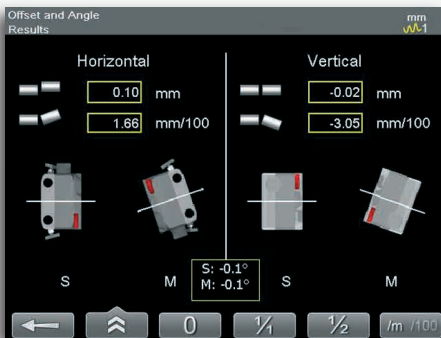 Offset and Angle
Results
mm
1
Horizontal
Vertical
0.10 mm
-0.02 mm
1.66 mm/100
-3.05 mm/100
S: -0.1°
M: -0.1°
S
M
S
M
0
1/1
1/2
/m /100